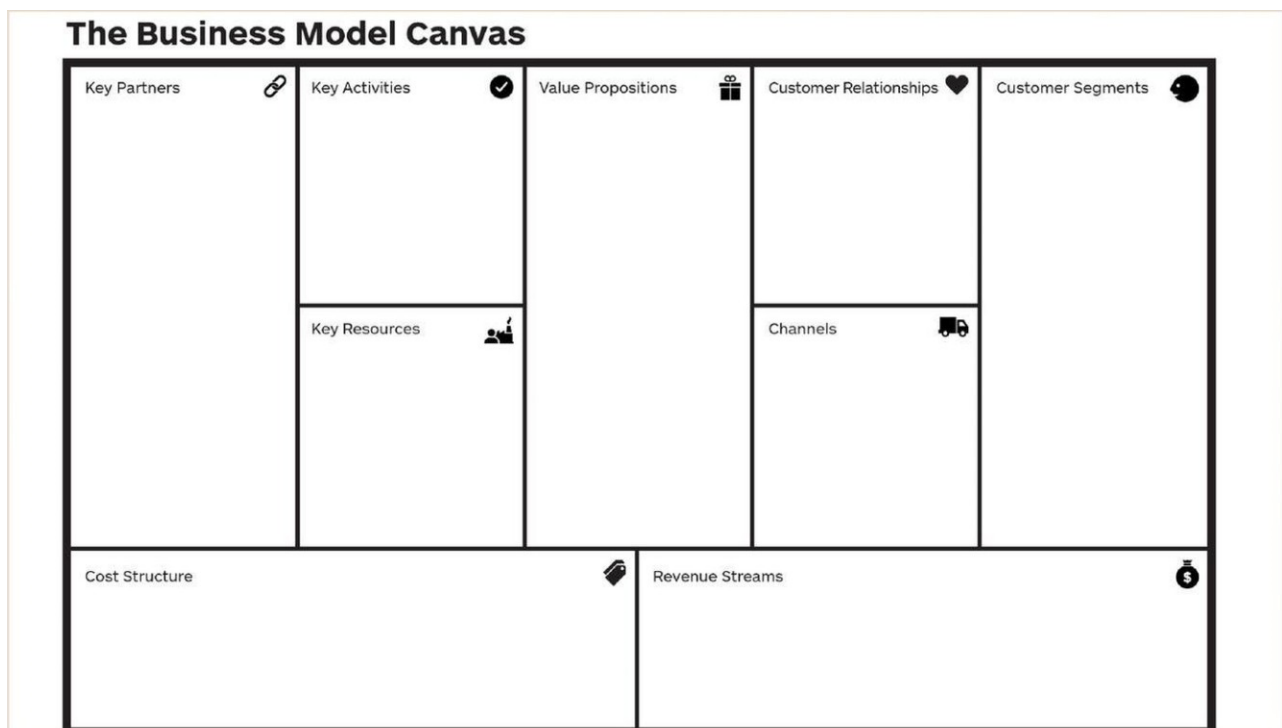 The Business Model Canvas
Key Partners
Key Activities
Key Resources
Value Propositions
Customer Relationships
Channels
Customer Segments
Cost Structure
Revenue Streams
$